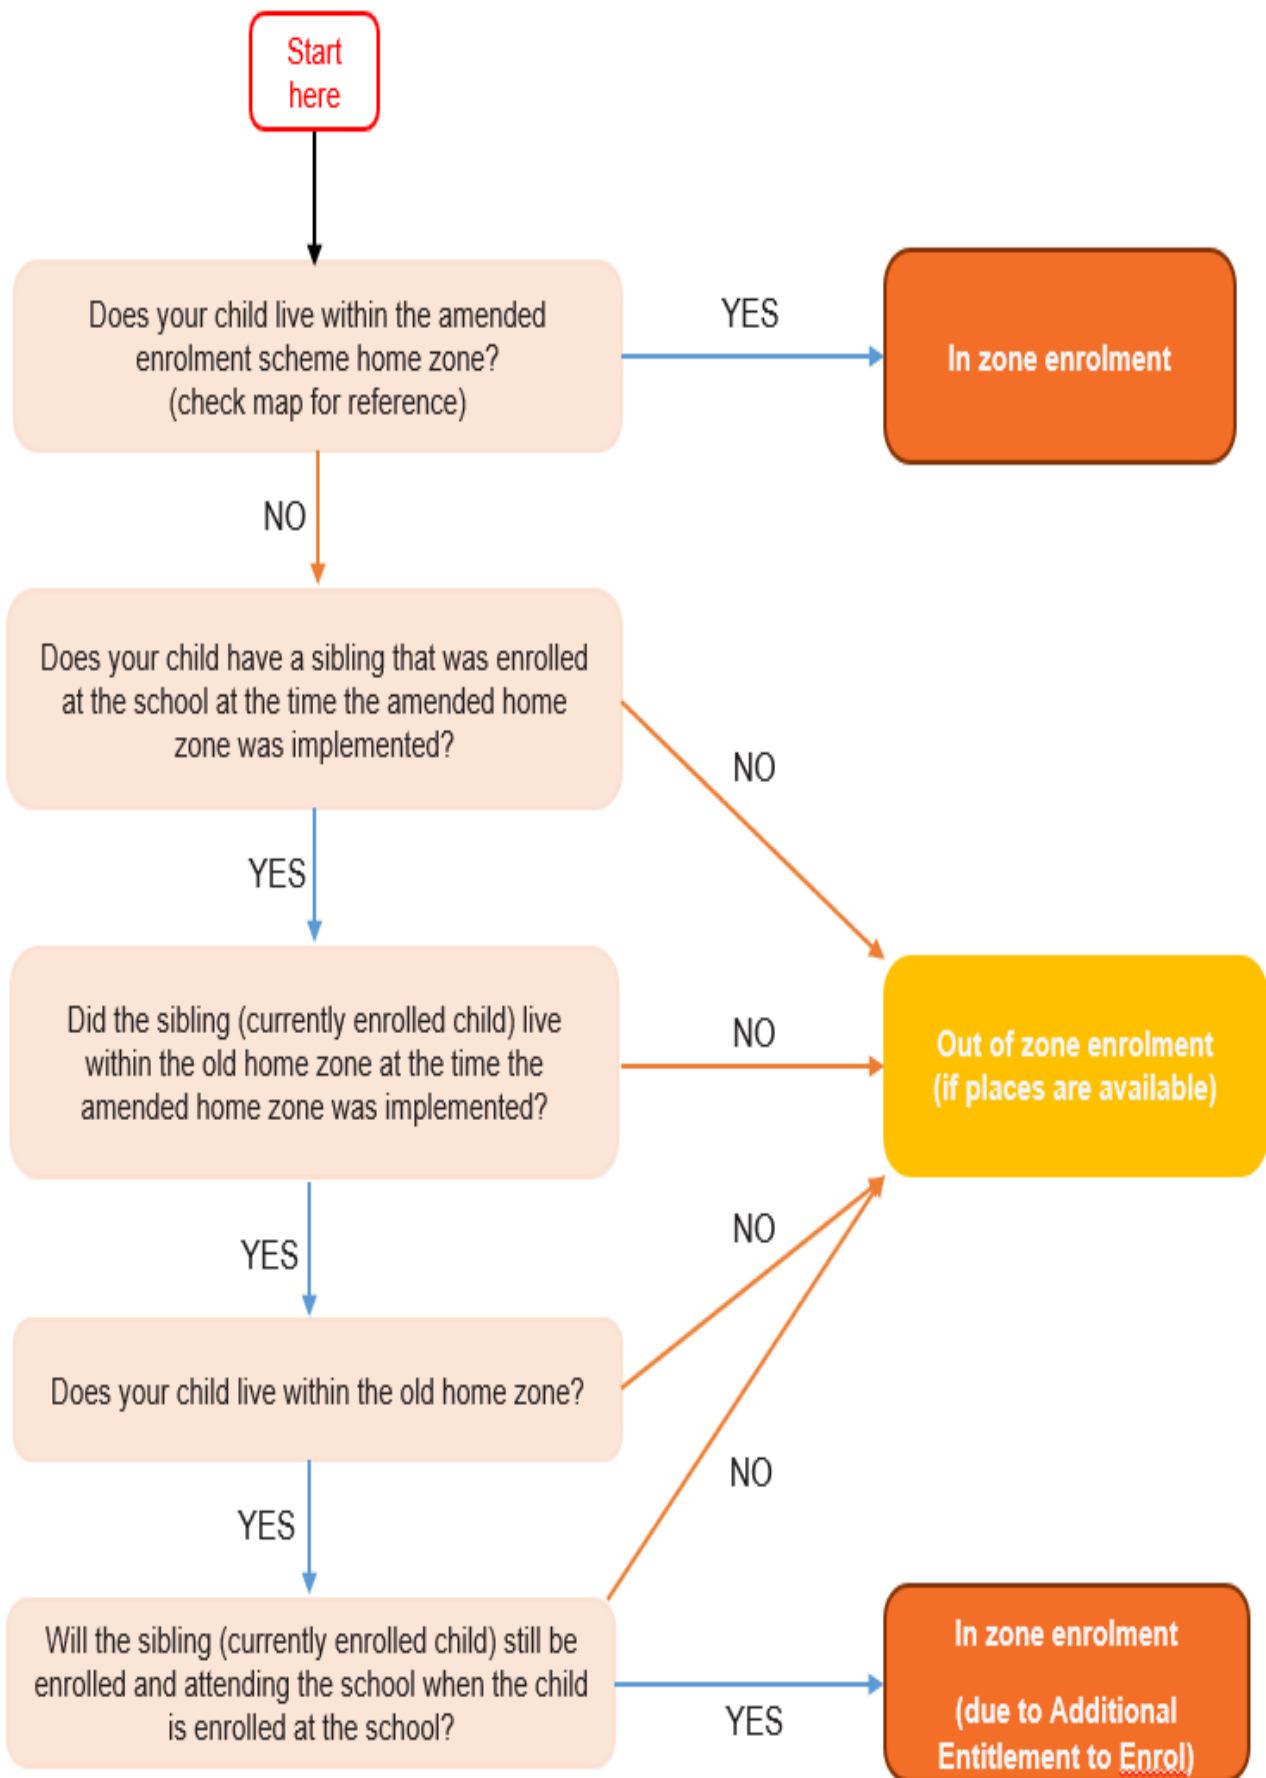 Start
here
Does your child live within the amended
enrolment scheme home zone?
(check map for reference)
YES
In zone enrolment
NO
Does your child have a sibling that was enrolled
at the school at the time the amended home
zone was implemented?
NO
YES
Did the sibling (currently enrolled child) live
within the old home zone at the time the
amended home zone was implemented?
NO
Out of zone enrolment
(if places are available)
YES
NO
Does your child live within the old home zone?
NO
YES
Will the sibling (currently enrolled child) still be
enrolled and attending the school when the child
is enrolled at the school?
YES
In zone enrolment
(due to Additional
Entitlement to Enrol)